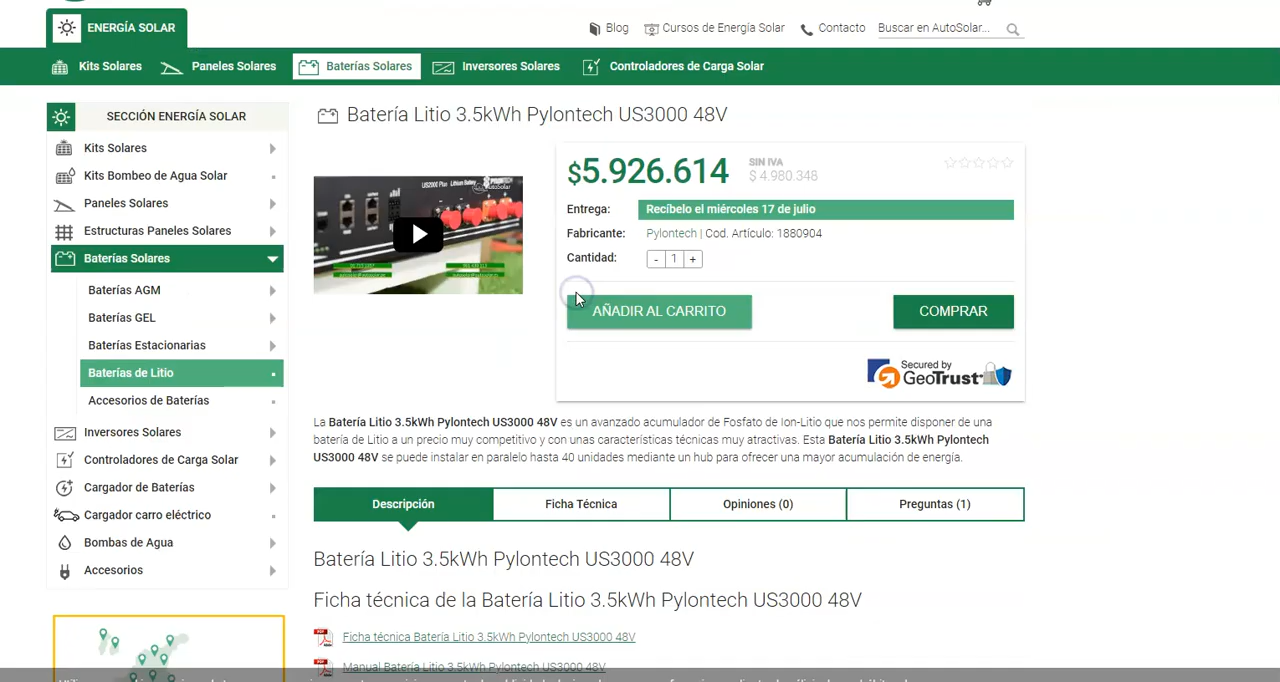 ENERGÍA SOLAR
Blog
Cursos de Energía Solar
Contacto
Buscar en AutoSolar...
Kits Solares
Paneles Solares
Baterías Solares
Inversores Solares
Controladores de Carga Solar
SECCIÓN ENERGÍA SOLAR
Kits Solares
Kits Bombeo de Agua Solar
Paneles Solares
Estructuras Paneles Solares
Baterías Solares
Baterías AGM
Baterías GEL
Baterías Estacionarias
Baterías de Litio
Accesorios de Baterías
Inversores Solares
Controladores de Carga Solar
Cargador de Baterías
Cargador carro eléctrico
Bombas de Agua
Accesorios
Batería Litio 3.5kWh Pylontech US3000 48V
US2000 Plus Lithium Battery
$5.926.614
SIN IVA
$ 4.980.348
Entrega: Recíbelo el miércoles 17 de julio
Fabricante: Pylontech | Cod. Artículo: 1880904
Cantidad: - 1 +
AÑADIR AL CARRITO
COMPRAR
Secured by
GeoTrust
La Batería Litio 3.5kWh Pylontech US3000 48V es un avanzado acumulador de Fosfato de Ion-Litio que nos permite disponer de una
batería de Litio a un precio muy competitivo y con unas características técnicas muy atractivas. Esta Batería Litio 3.5kWh Pylontech
US3000 48V se puede instalar en paralelo hasta 40 unidades mediante un hub para ofrecer una mayor acumulación de energía.
Descripción
Ficha Técnica
Opiniones (0)
Preguntas (1)
Batería Litio 3.5kWh Pylontech US3000 48V
Ficha técnica de la Batería Litio 3.5kWh Pylontech US3000 48V
Ficha técnica Batería Litio 3.5kWh Pylontech US3000 48V
Manual Batería Litio 3.5kWh Pylontech US3000 48V